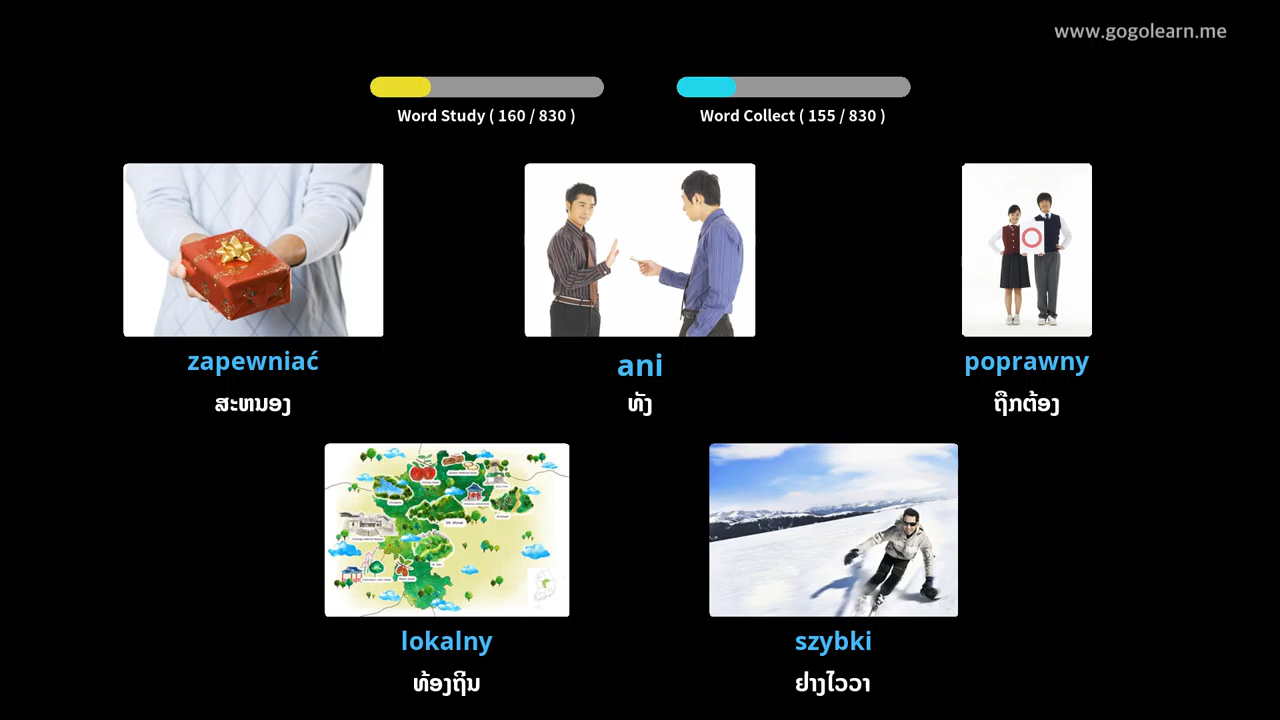 www.gogolearn.me
Word Study ( 160 / 830 )
Word Collect ( 155 / 830 )
zapewniać
ສະຫນອງ
ani
ທັງ
poprawny
ຖືກຕ້ອງ
lokalny
ທ້ອງຖິ່ນ
szybki
ຢ່າງໄວວາ